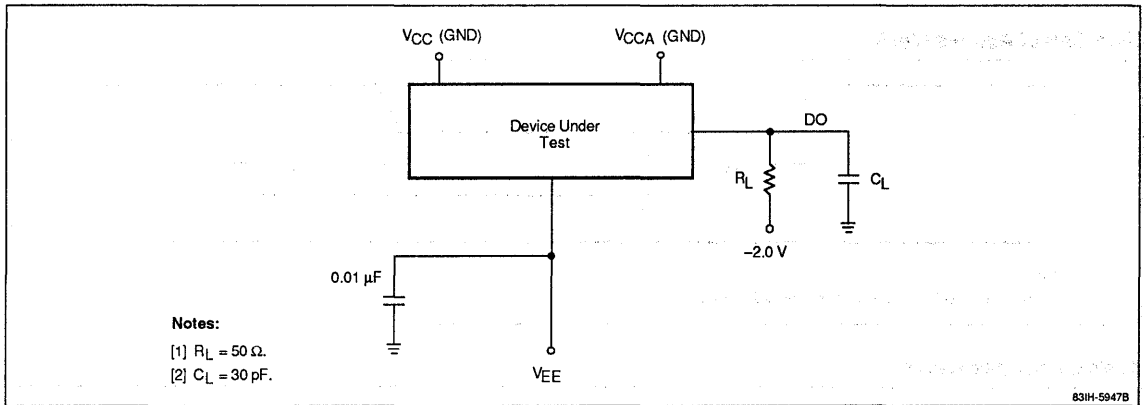 VCC (GND)
VCCA (GND)
Device Under
Test
DO
RL
CL
–2.0 V
0.01 µF
VEE
Notes:
[1] RL = 50 Ω.
[2] CL = 30 pF.
83IH-5947B